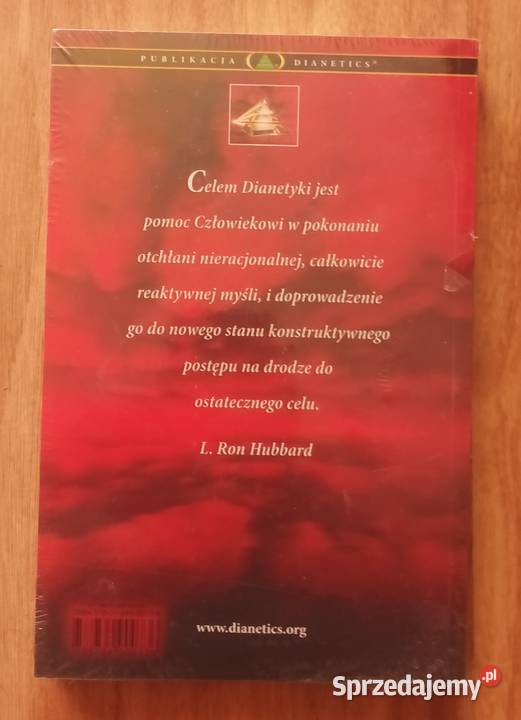 PUBLIKACJA DIANETICS®
Celem Dianetyki jest
pomoc Człowiekowi w pokonaniu
otchłani nieracjonalnej, całkowicie
reaktywnej myśli, i doprowadzenie
go do nowego stanu konstruktywnego
postępu na drodze do
ostatecznego celu.
L. Ron Hubbard
www.dianetics.org
Sprzedajemy.pl